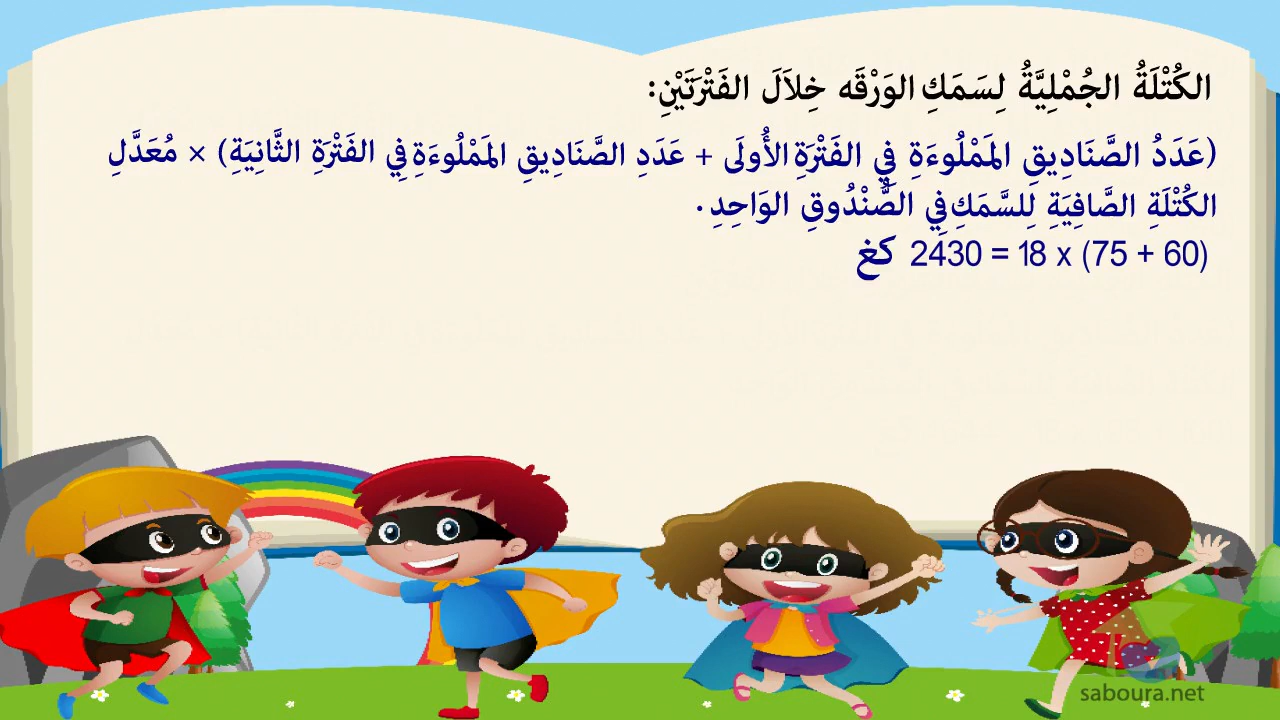 الكُتْلَةُ الجُمْلِيَّةُ لِسَمَكِ الوَرْقَه خِلاَلَ الفَتْرَتَيْنِ:
(عَدَدُ الصَّنَادِيقِ المَمْلُوءَةِ فِي الفَتْرَةِ الأُولَى + عَدَدِ الصَّنَادِيقِ المَمْلُوءَةِ فِي الفَتْرَةِ الثَّانِيَةِ) × مُعَدَّلِ
الكُتْلَةِ الصَّافِيَةِ لِلسَّمَكِ فِي الصُّنْدُوقِ الوَاحِدِ.
(60 + 75) x 18 = 2430 كغ
saboura.net